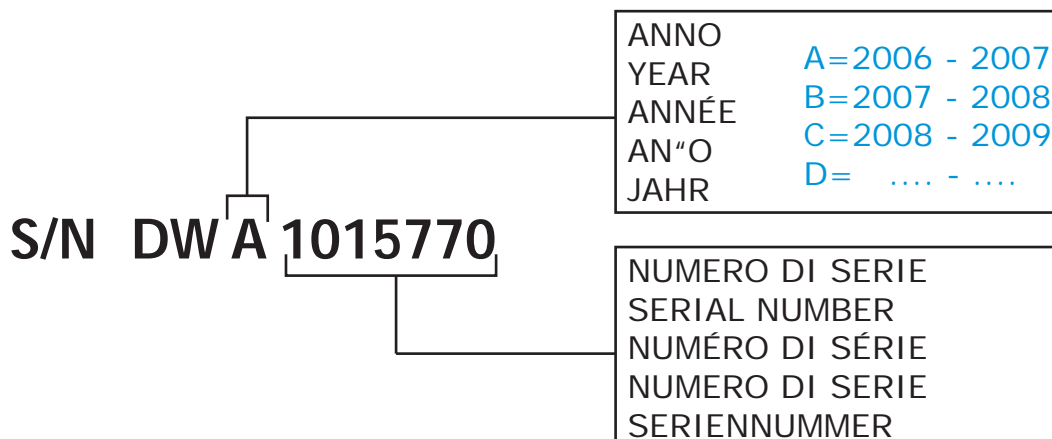 ANNO
YEAR
ANNÉE
AN“O
JAHR
A=2006 - 2007
B=2007 - 2008
C=2008 - 2009
D= .... - ....
S/N DW A 1015770
NUMERO DI SERIE
SERIAL NUMBER
NUMÉRO DI SÉRIE
NUMERO DI SERIE
SERIENNUMMER